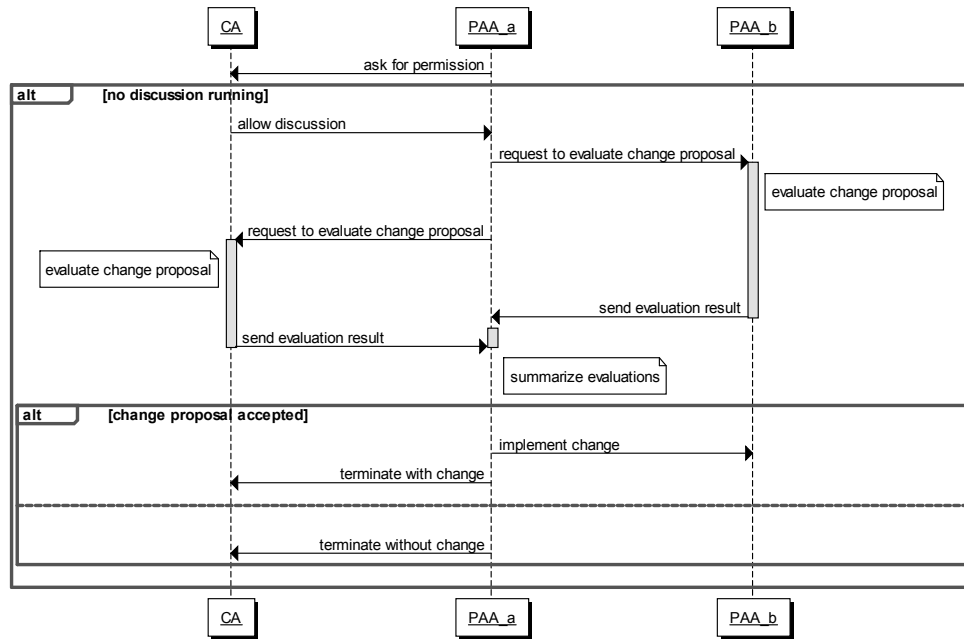 CA
PAA_a
PAA_b
ask for permission
alt
[no discussion running]
allow discussion
request to evaluate change proposal
evaluate change proposal
request to evaluate change proposal
evaluate change proposal
send evaluation result
send evaluation result
summarize evaluations
alt
[change proposal accepted]
implement change
terminate with change
terminate without change
CA
PAA_a
PAA_b